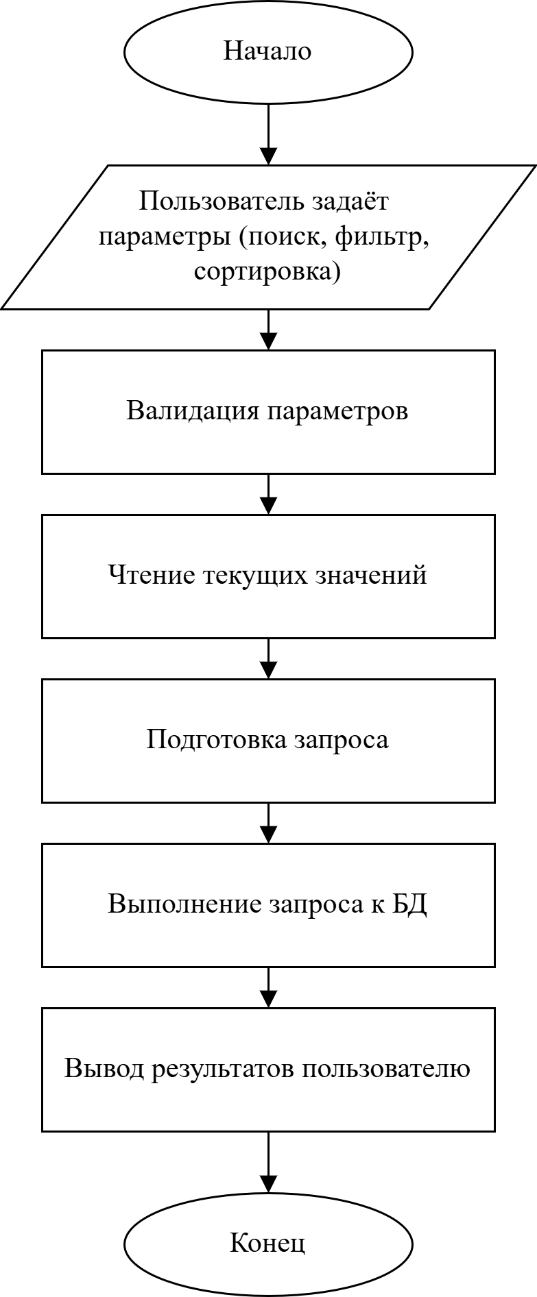 Начало
Пользователь задаёт
параметры (поиск, фильтр,
сортировка)
Валидация параметров
Чтение текущих значений
Подготовка запроса
Выполнение запроса к БД
Вывод результатов пользователю
Конец